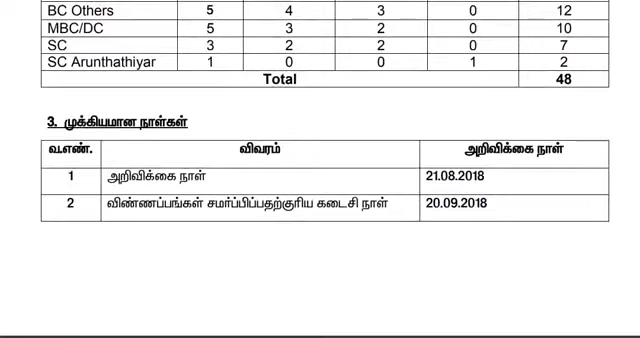 BC Others 5 4 3 0 12
MBC/DC 5 3 2 0 10
SC 3 2 2 0 7
SC Arunthathiyar 1 0 0 1 2
Total 48
3. முக்கியமான நாள்கள்
வ.எண். விவரம் அறிவிக்கை நாள்
1 அறிவிக்கை நாள் 21.08.2018
2 விண்ணப்பங்கள் சமர்ப்பிப்பதற்குரிய கடைசி நாள் 20.09.2018